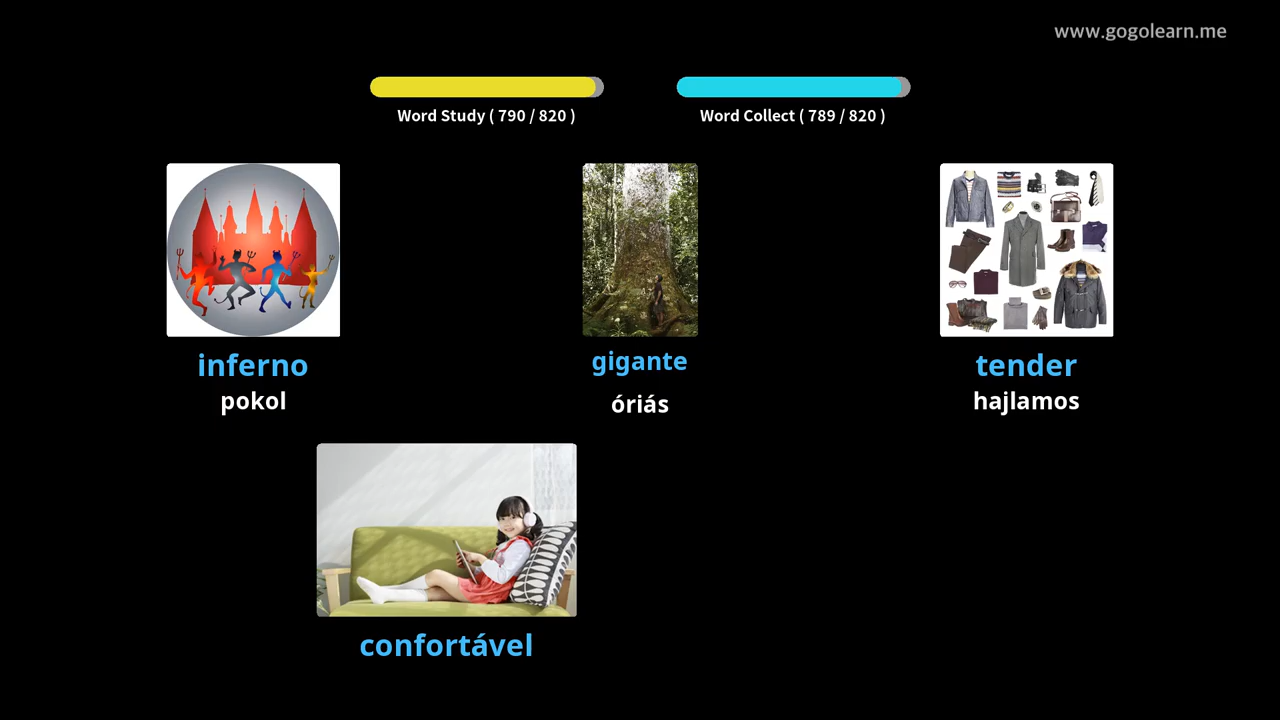 www.gogolearn.me
Word Study ( 790 / 820 )
Word Collect ( 789 / 820 )
inferno
pokol
gigante
óriás
tender
hajlamos
confortável